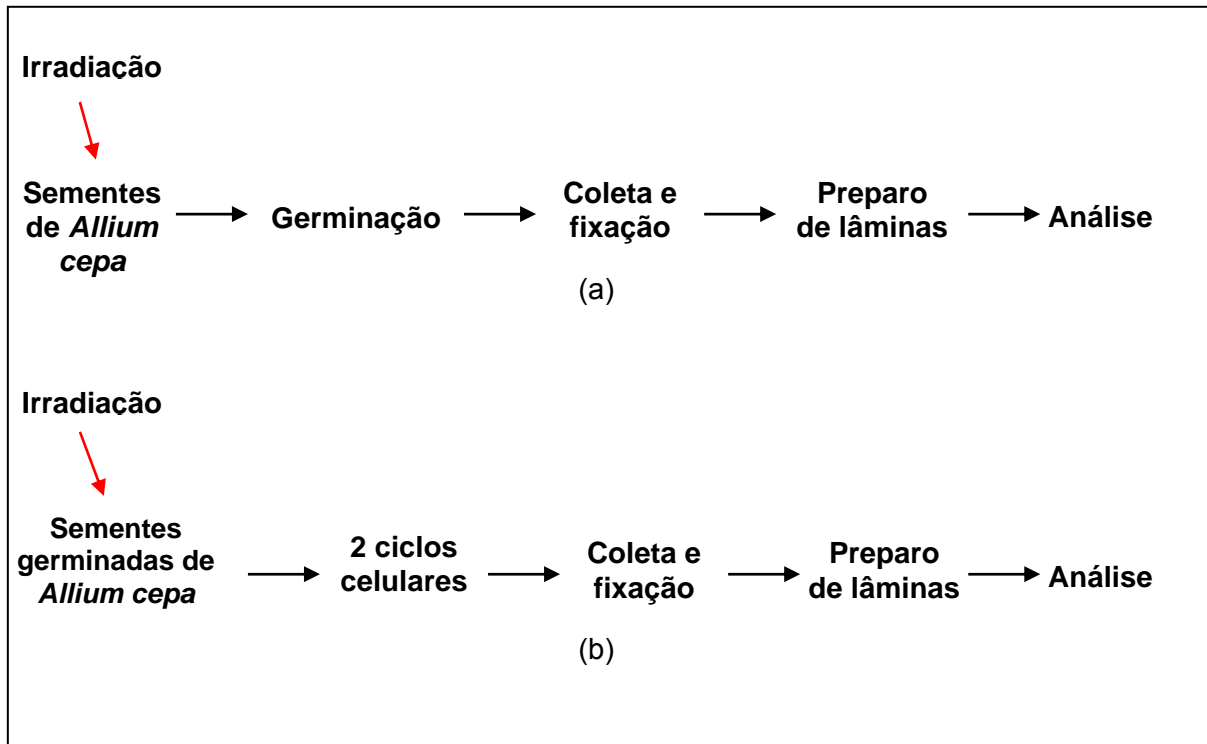 Irradiação
Sementes
de Allium
cepa
Germinação
Coleta e
fixação
Preparo
de lâminas
Análise
(a)
Irradiação
Sementes
germinadas de
Allium cepa
2 ciclos
celulares
Coleta e
fixação
Preparo
de lâminas
Análise
(b)